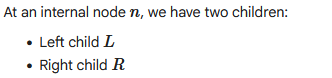 At an internal node n, we have two children:
• Left child L
• Right child R